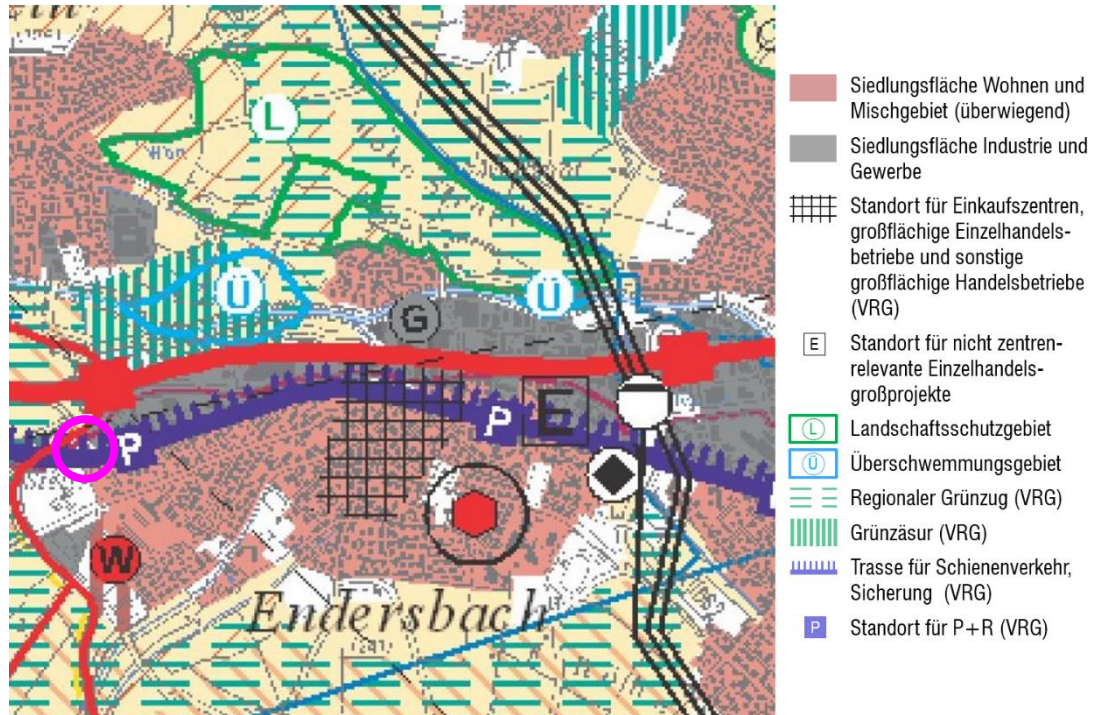 L
Ü
Ü
G
P
E
P
W
Endersbach
Siedlungsfläche Wohnen und
Mischgebiet (überwiegend)
Siedlungsfläche Industrie und
Gewerbe
Standort für Einkaufszentren,
großflächige Einzelhandels-
betriebe und sonstige
großflächige Handelsbetriebe
(VRG)
E
Standort für nicht zentren-
relevante Einzelhandels-
großprojekte
L
Landschaftsschutzgebiet
Ü
Überschwemmungsgebiet
Regionaler Grünzug (VRG)
Grünzäsur (VRG)
Trasse für Schienenverkehr,
Sicherung (VRG)
P
Standort für P+R (VRG)